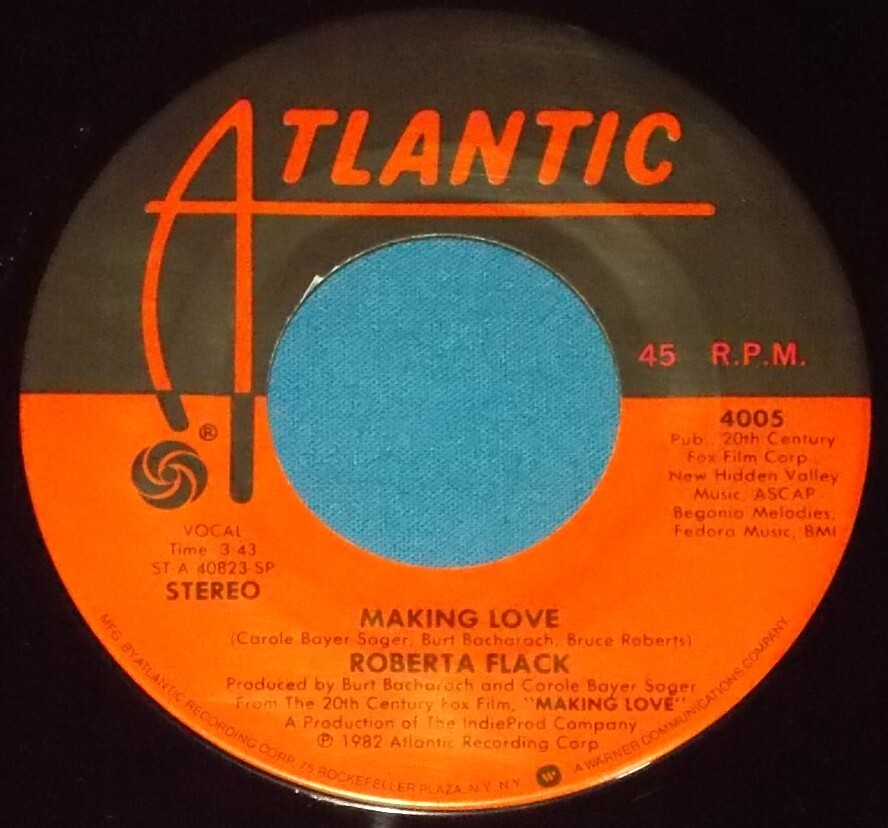 ATLANTIC
45 R.P.M.
®
4005
Pub., 20th Century
Fox Film Corp.,
New Hidden Valley
Music, ASCAP
Begonia Melodies,
Fedora Music, BMI
VOCAL
Time 3:43
ST-A-40823-SP
STEREO
MAKING LOVE
(Carole Bayer Sager, Burt Bacharach, Bruce Roberts)
ROBERTA FLACK
Produced by Burt Bacharach and Carole Bayer Sager
From The 20th Century Fox Film, "MAKING LOVE"
A Production of The IndieProd Company
℗ 1982 Atlantic Recording Corp
MFG. BY ATLANTIC RECORDING CORP., 75 ROCKEFELLER PLAZA, N.Y., N.Y. W A WARNER COMMUNICATIONS COMPANY